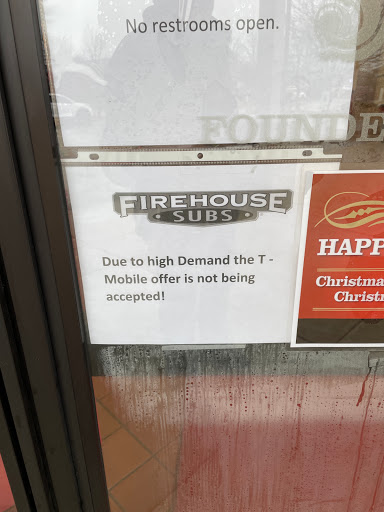 No restrooms open.
FOUNDE
FIREHOUSE
SUBS
Due to high Demand the T -
Mobile offer is not being
accepted!
HAPP
Christma
Christ